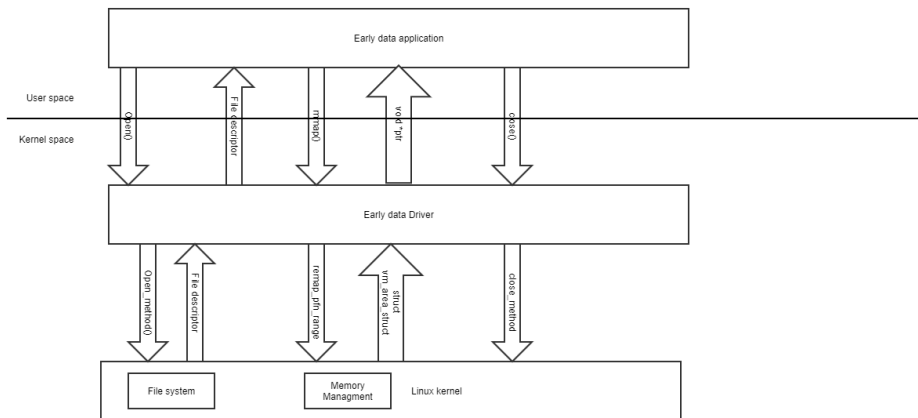 Early data application
User space
Open()
File descriptor
mmap()
void *ptr
close()
Kernel space
Early data Driver
Open_method()
File descriptor
remap_pfn_range
struct
vm_area_struct
close_method
File system
Memory
Managment
Linux kernel